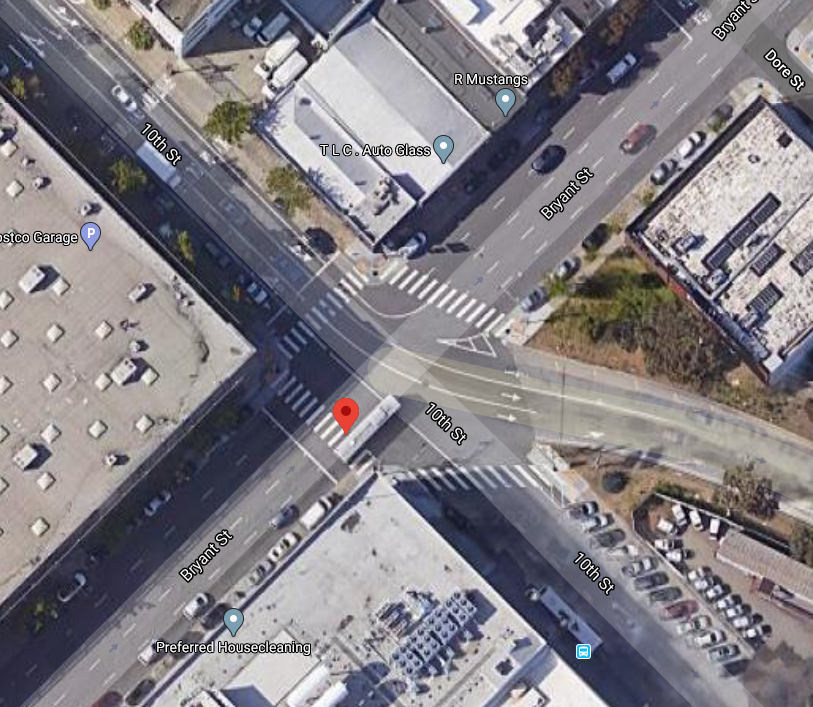 Bryant S
Dore St
R Mustangs
10th St
T L C . Auto Glass
Bryant St
ostco Garage
P
10th St
Bryant St
10th St
Preferred Housecleaning